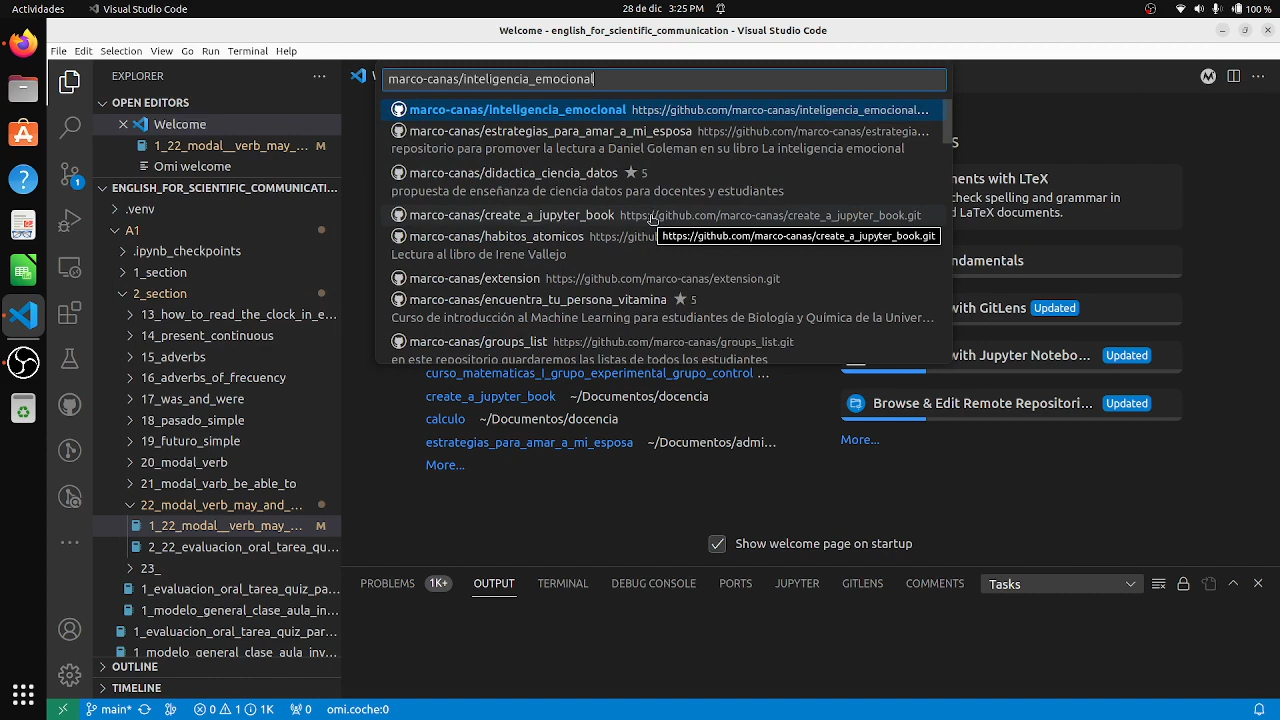 Actividades
Visual Studio Code
28 de dic 3:25 PM
100 %
Welcome - english_for_scientific_communication - Visual Studio Code
File Edit Selection View Go Run Terminal Help
EXPLORER
OPEN EDITORS
Welcome
1_22_modal__verb_may_... M
Omi welcome
ENGLISH_FOR_SCIENTIFIC_COMMUNICATI...
.venv
A1
.ipynb_checkpoints
1_section
2_section
13_how_to_read_the_clock_in_e...
14_present_continuous
15_adverbs
16_adverbs_of_frecuency
17_was_and_were
18_pasado_simple
19_futuro_simple
20_modal_verb
21_modal_varb_be_able_to
22_modal_verb_may_and_...
1_22_modal__verb_may_... M
2_22_evaluacion_oral_tarea_qu...
23_
1_evaluacion_oral_tarea_quiz_pa...
1_modelo_general_clase_aula_in...
1_evaluacion_oral_tarea_quiz_par...
1_modelo_general_clase_aula_inv...
OUTLINE
TIMELINE
1
marco-canas/inteligencia_emocional
marco-canas/inteligencia_emocional https://github.com/marco-canas/inteligencia_emocional...
marco-canas/estrategias_para_amar_a_mi_esposa https://github.com/marco-canas/estrategia...
repositorio para promover la lectura a Daniel Goleman en su libro La inteligencia emocional
marco-canas/didactica_ciencia_datos ★ 5
propuesta de enseñanza de ciencia datos para docentes y estudiantes
marco-canas/create_a_jupyter_book https://github.com/marco-canas/create_a_jupyter_book.git
marco-canas/habitos_atomicos https://githu
https://github.com/marco-canas/create_a_jupyter_book.git
Lectura al libro de Irene Vallejo
marco-canas/extension https://github.com/marco-canas/extension.git
marco-canas/encuentra_tu_persona_vitamina ★ 5
Curso de introducción al Machine Learning para estudiantes de Biología y Química de la Univer...
marco-canas/groups_list https://github.com/marco-canas/groups_list.git
en este repositorio guardaremos las listas de todos los estudiantes
curso_matematicas_I_grupo_experimental_grupo_control ...
create_a_jupyter_book ~/Documentos/docencia
calculo ~/Documentos/docencia
estrategias_para_amar_a_mi_esposa ~/Documentos/admi...
More...
ments with LTeX
check spelling and grammar in
LaTeX documents
ndamentals
with GitLens Updated
with Jupyter Notebo... Updated
Browse & Edit Remote Repositori... Updated
More...
Show welcome page on startup
PROBLEMS 1K+ OUTPUT TERMINAL DEBUG CONSOLE PORTS JUPYTER GITLENS COMMENTS Tasks
main* 0 1 1K 0 omi.coche:0